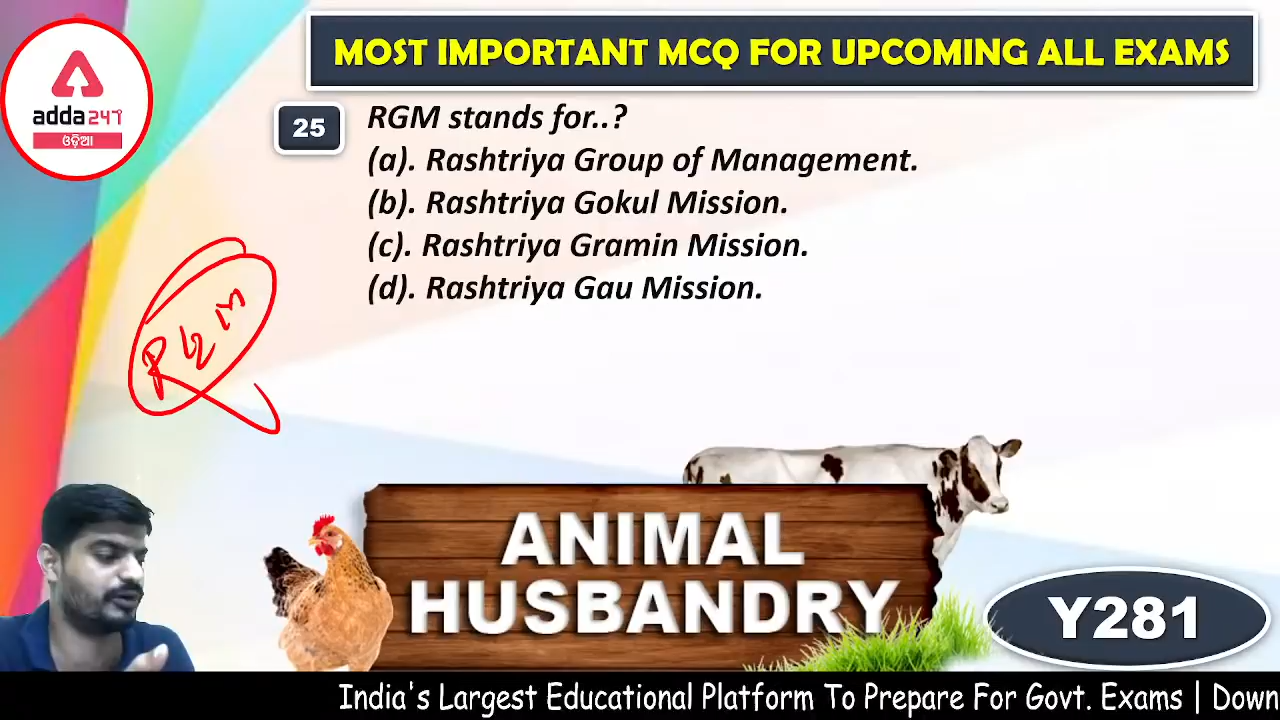 MOST IMPORTANT MCQ FOR UPCOMING ALL EXAMS
adda247
ଓଡ଼ିଆ
25
RGM stands for..?
(a). Rashtriya Group of Management.
(b). Rashtriya Gokul Mission.
(c). Rashtriya Gramin Mission.
(d). Rashtriya Gau Mission.
ANIMAL
HUSBANDRY
Y281
India's Largest Educational Platform To Prepare For Govt. Exams | Down